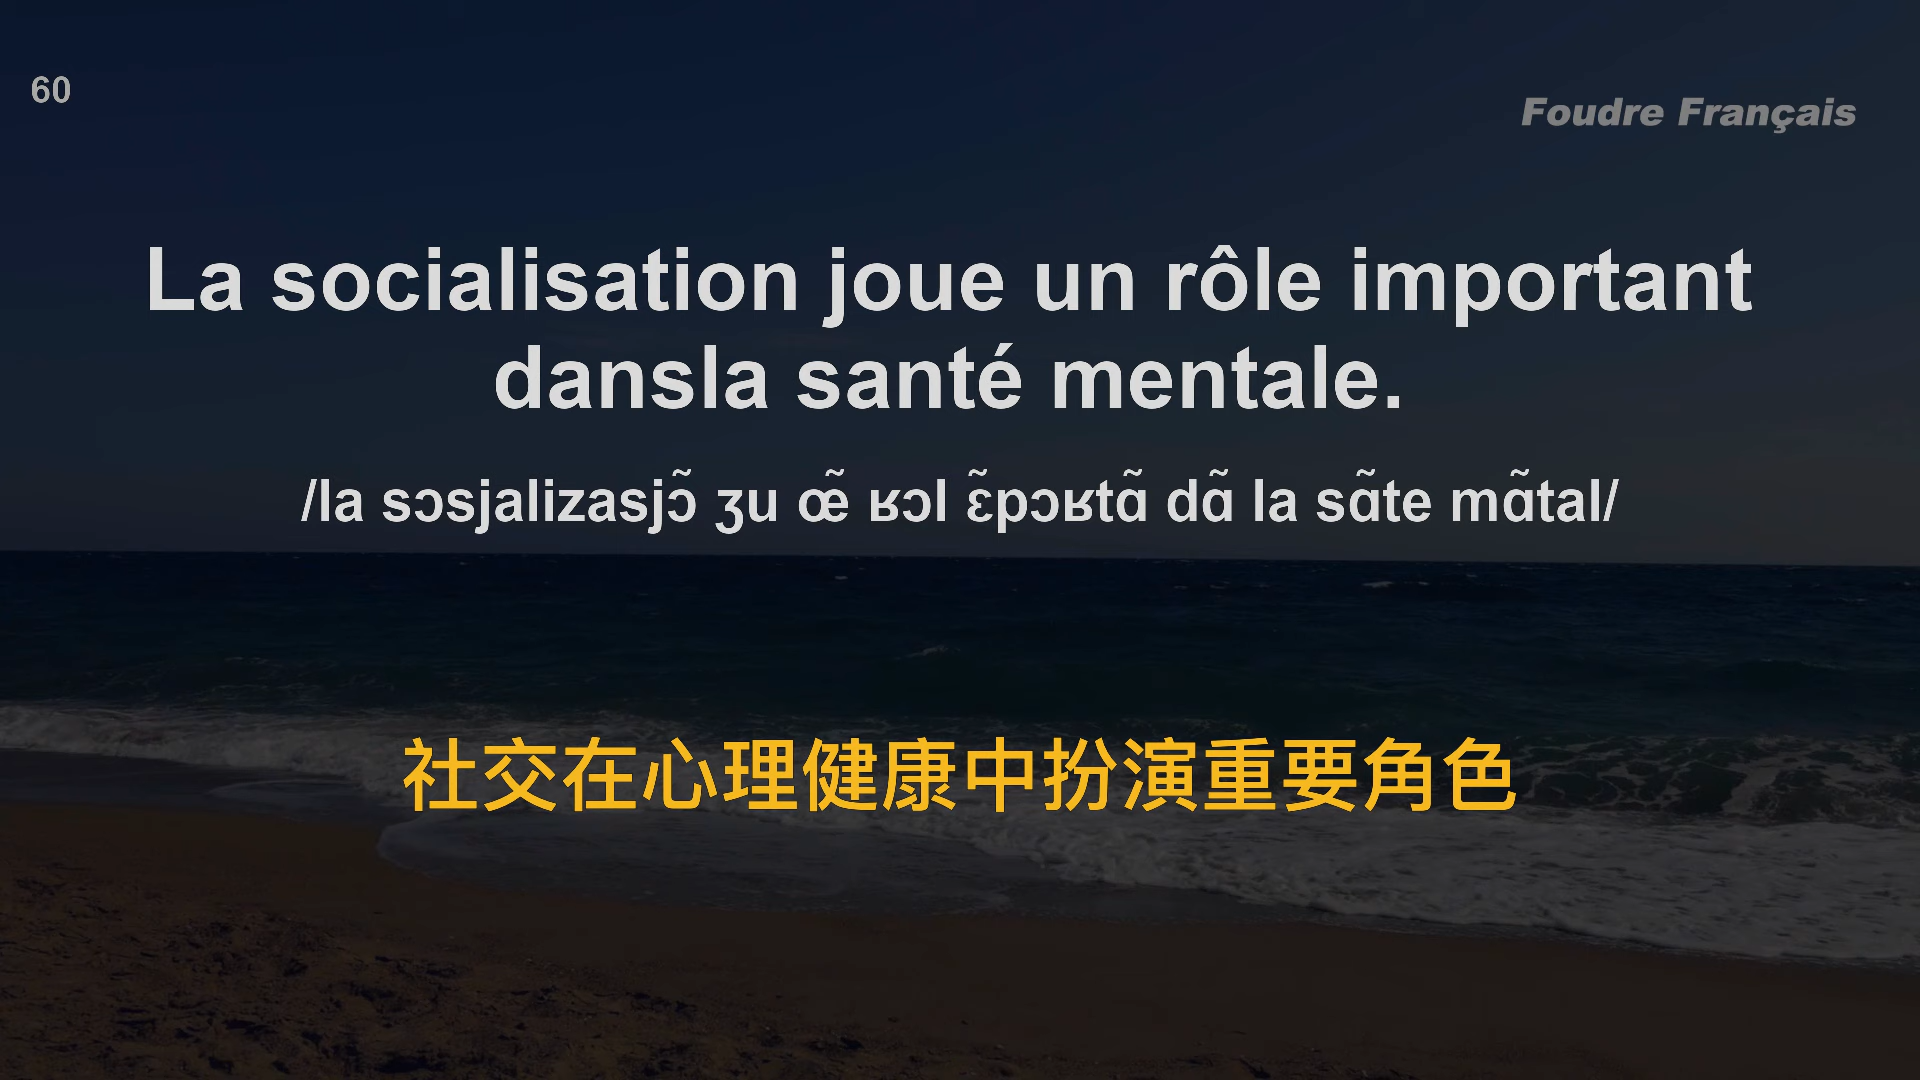 60
Foudre Français
La socialisation joue un rôle important
dansla santé mentale.
/la sɔsjalizasjɔ̃ ʒu œ̃ ʁɔl ɛ̃pɔʁtɑ̃ dɑ̃ la sɑ̃te mɑ̃tal/
社交在心理健康中扮演重要角色